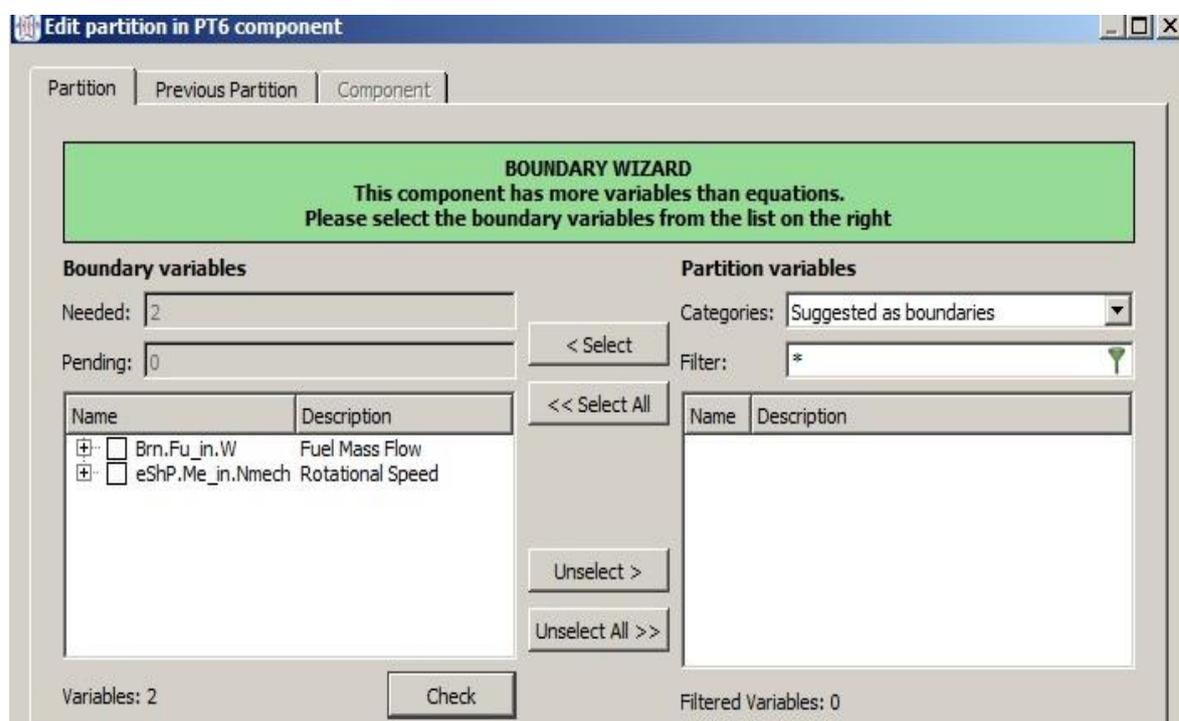 Edit partition in PT6 component
Partition Previous Partition Component
BOUNDARY WIZARD
This component has more variables than equations.
Please select the boundary variables from the list on the right
Boundary variables
Needed: 2
Pending: 0
Name Description
Brn.Fu_in.W Fuel Mass Flow
eShP.Me_in.Nmech Rotational Speed
Variables: 2
Check
< Select
<< Select All
Unselect >
Unselect All >>
Partition variables
Categories: Suggested as boundaries
Filter: *
Name Description
Filtered Variables: 0